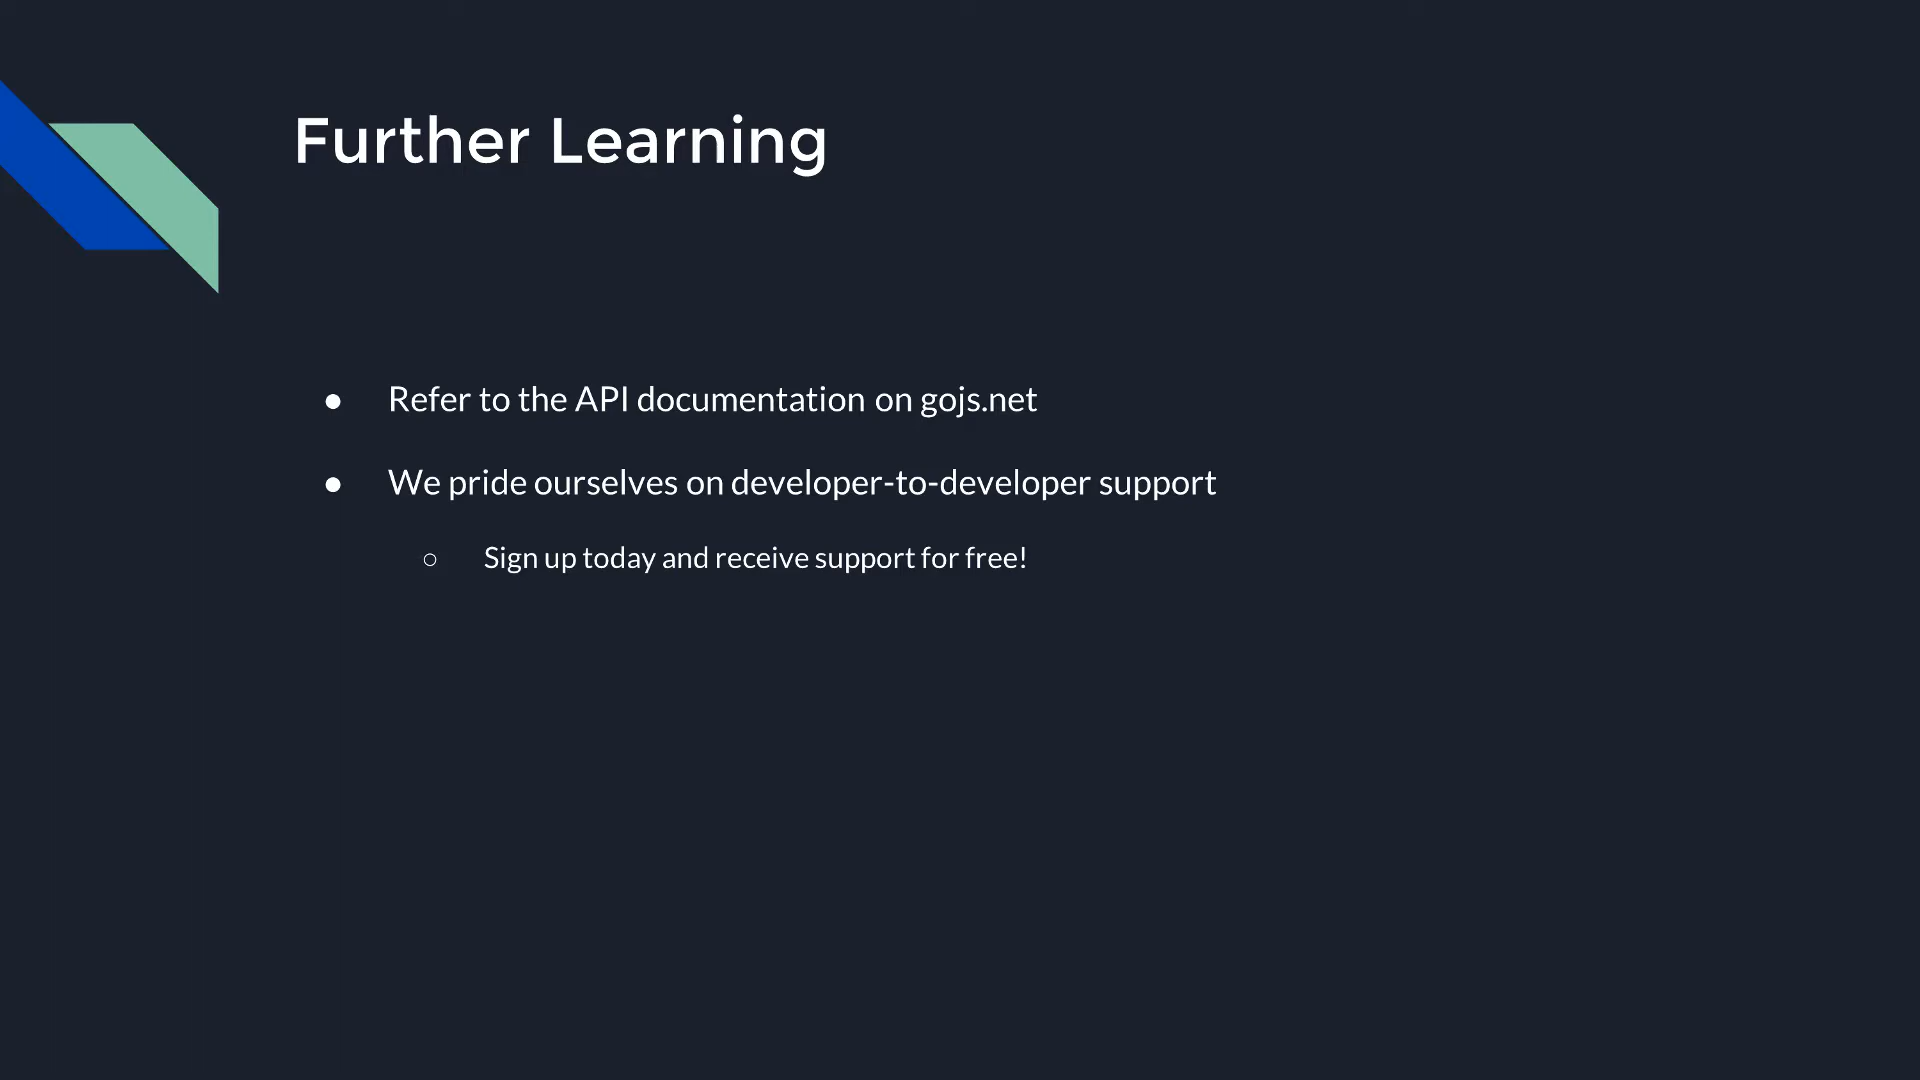 Further Learning
● Refer to the API documentation on gojs.net
● We pride ourselves on developer-to-developer support
○ Sign up today and receive support for free!